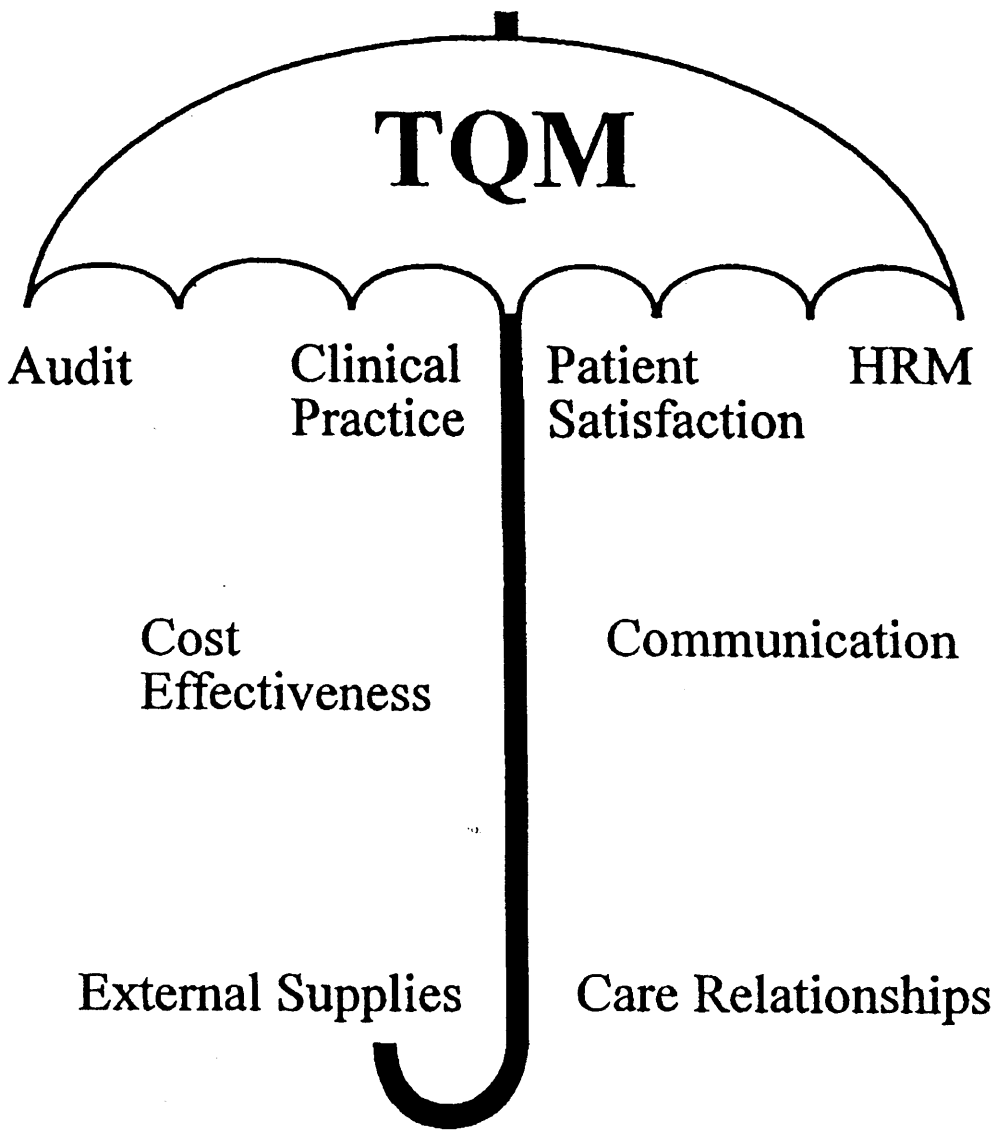 TQM
Audit
Clinical
Practice
Patient
Satisfaction
HRM
Cost
Effectiveness
Communication
External Supplies
Care Relationships